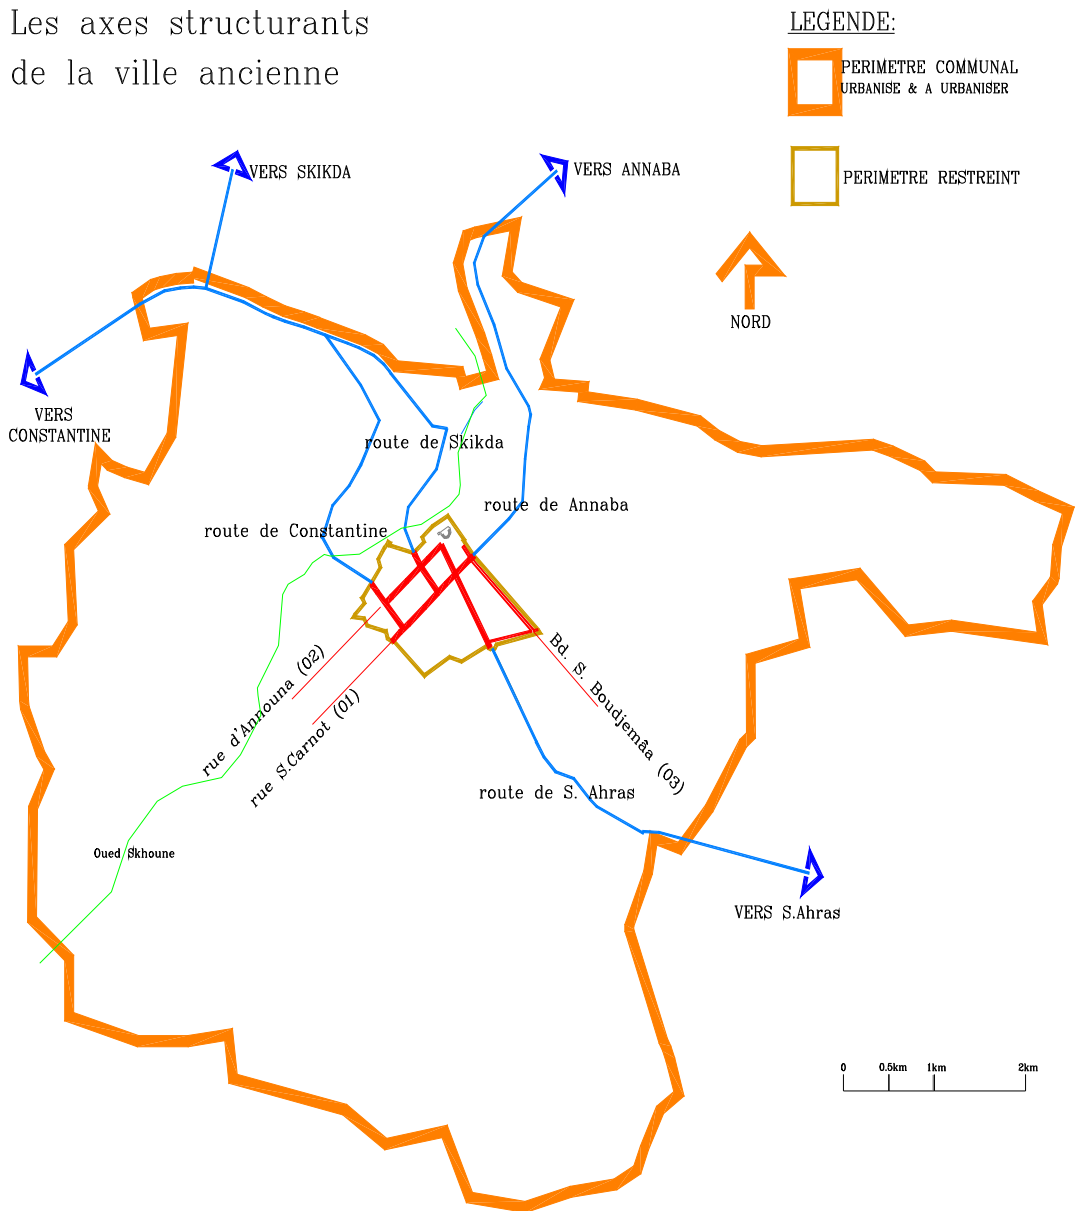 Les axes structurants
de la ville ancienne
LEGENDE:
PERIMETRE COMMUNAL
URBANISE & A URBANISER
PERIMETRE RESTREINT
VERS SKIKDA
VERS ANNABA
NORD
VERS
CONSTANTINE
route de Skikda
route de Annaba
route de Constantine
rue d'Announa (02)
rue S.Carnot (01)
Bd. S. Boudjemâa (03)
route de S. Ahras
Oued Skhoune
VERS S.Ahras
0 0.5km 1km 2km